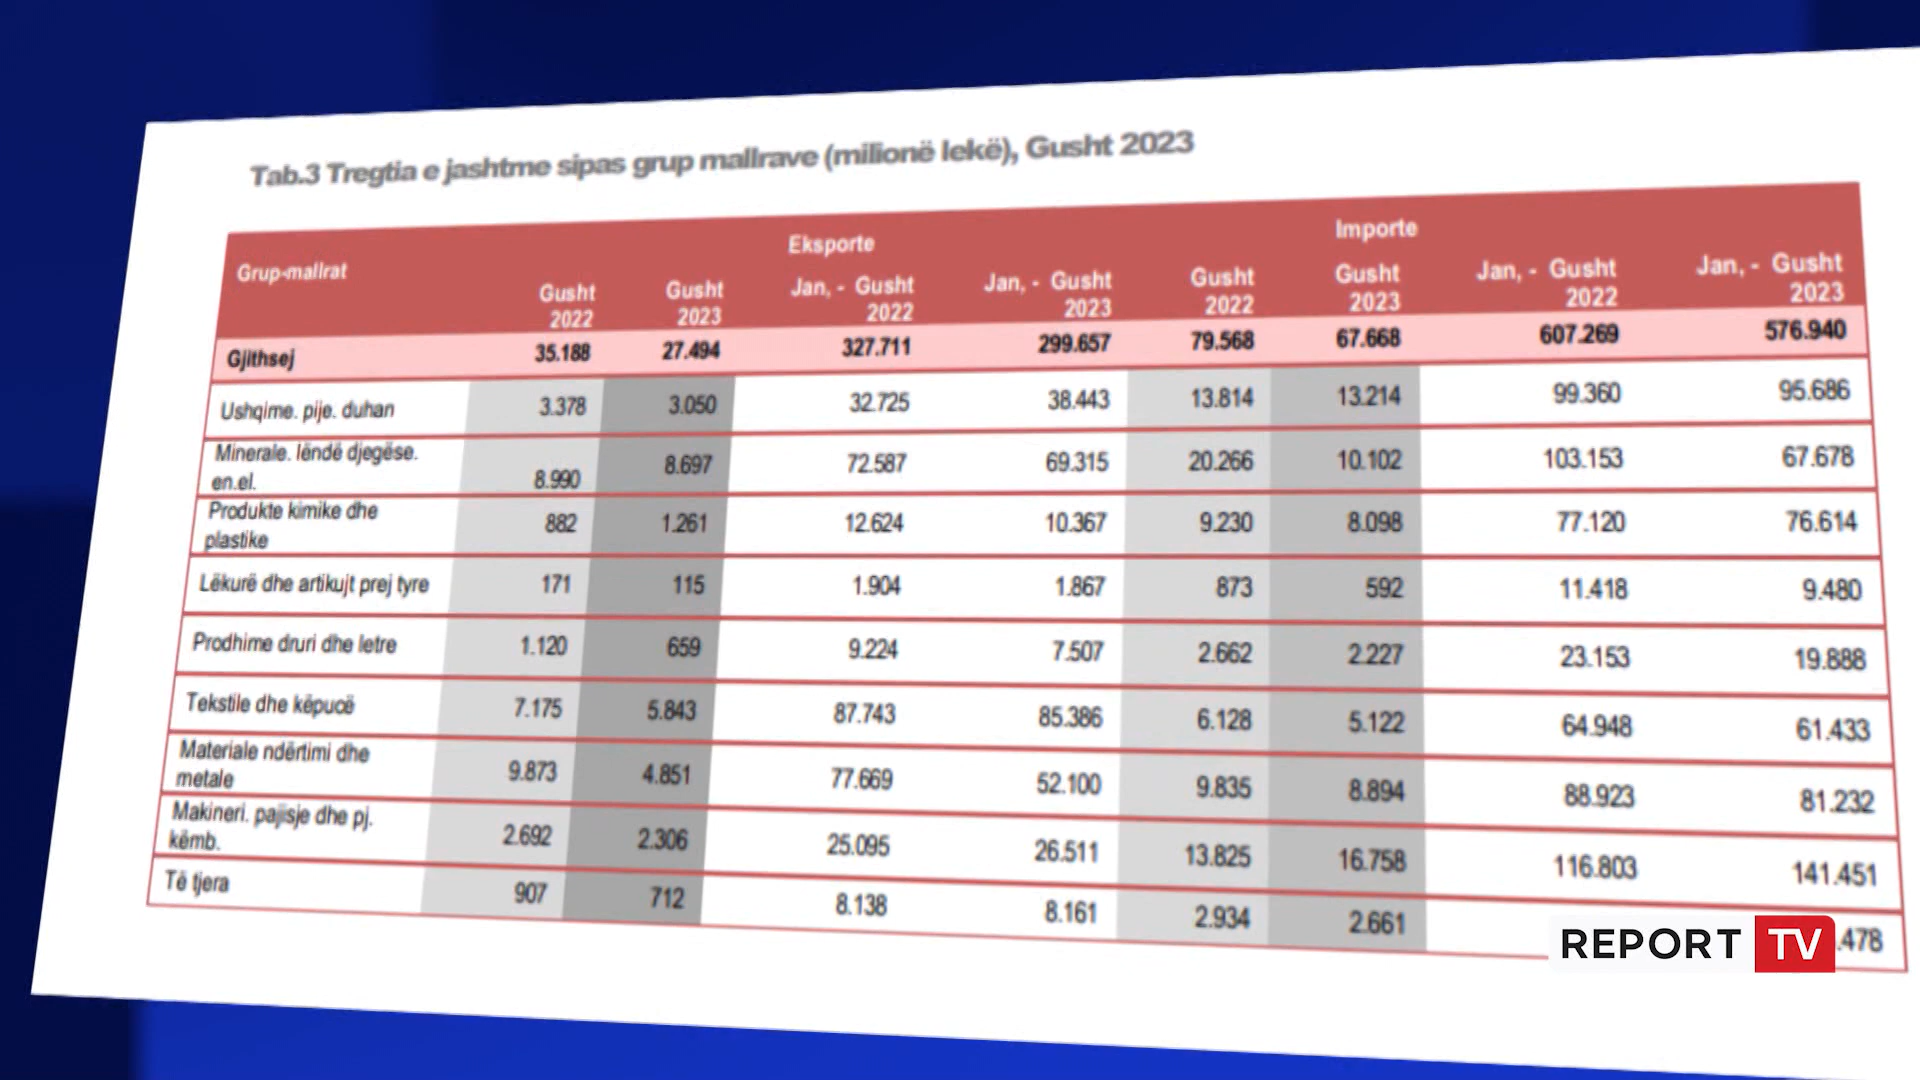 Tab.3 Tregtia e jashtme sipas grup mallrave (milionë lekë), Gusht 2023
Grup-mallrat Eksporte Importe
Gusht 2022 Gusht 2023 Jan, - Gusht 2022 Jan, - Gusht 2023 Gusht 2022 Gusht 2023 Jan, - Gusht 2022 Jan, - Gusht 2023
Gjithsej 35.188 27.494 327.711 299.657 79.568 67.668 607.269 576.940
Ushqime. pije. duhan 3.378 3.050 32.725 38.443 13.814 13.214 99.360 95.686
Minerale. lëndë djegëse. en.el. 8.990 8.697 72.587 69.315 20.266 10.102 103.153 67.678
Produkte kimike dhe plastike 882 1.261 12.624 10.367 9.230 8.098 77.120 76.614
Lëkurë dhe artikujt prej tyre 171 115 1.904 1.867 873 592 11.418 9.480
Prodhime druri dhe letre 1.120 659 9.224 7.507 2.662 2.227 23.153 19.888
Tekstile dhe këpucë 7.175 5.843 87.743 85.386 6.128 5.122 64.948 61.433
Materiale ndërtimi dhe metale 9.873 4.851 77.669 52.100 9.835 8.894 88.923 81.232
Makineri. pajisje dhe pj. këmb. 2.692 2.306 25.095 26.511 13.825 16.758 116.803 141.451
Të tjera 907 712 8.138 8.161 2.934 2.661 .478
REPORT TV